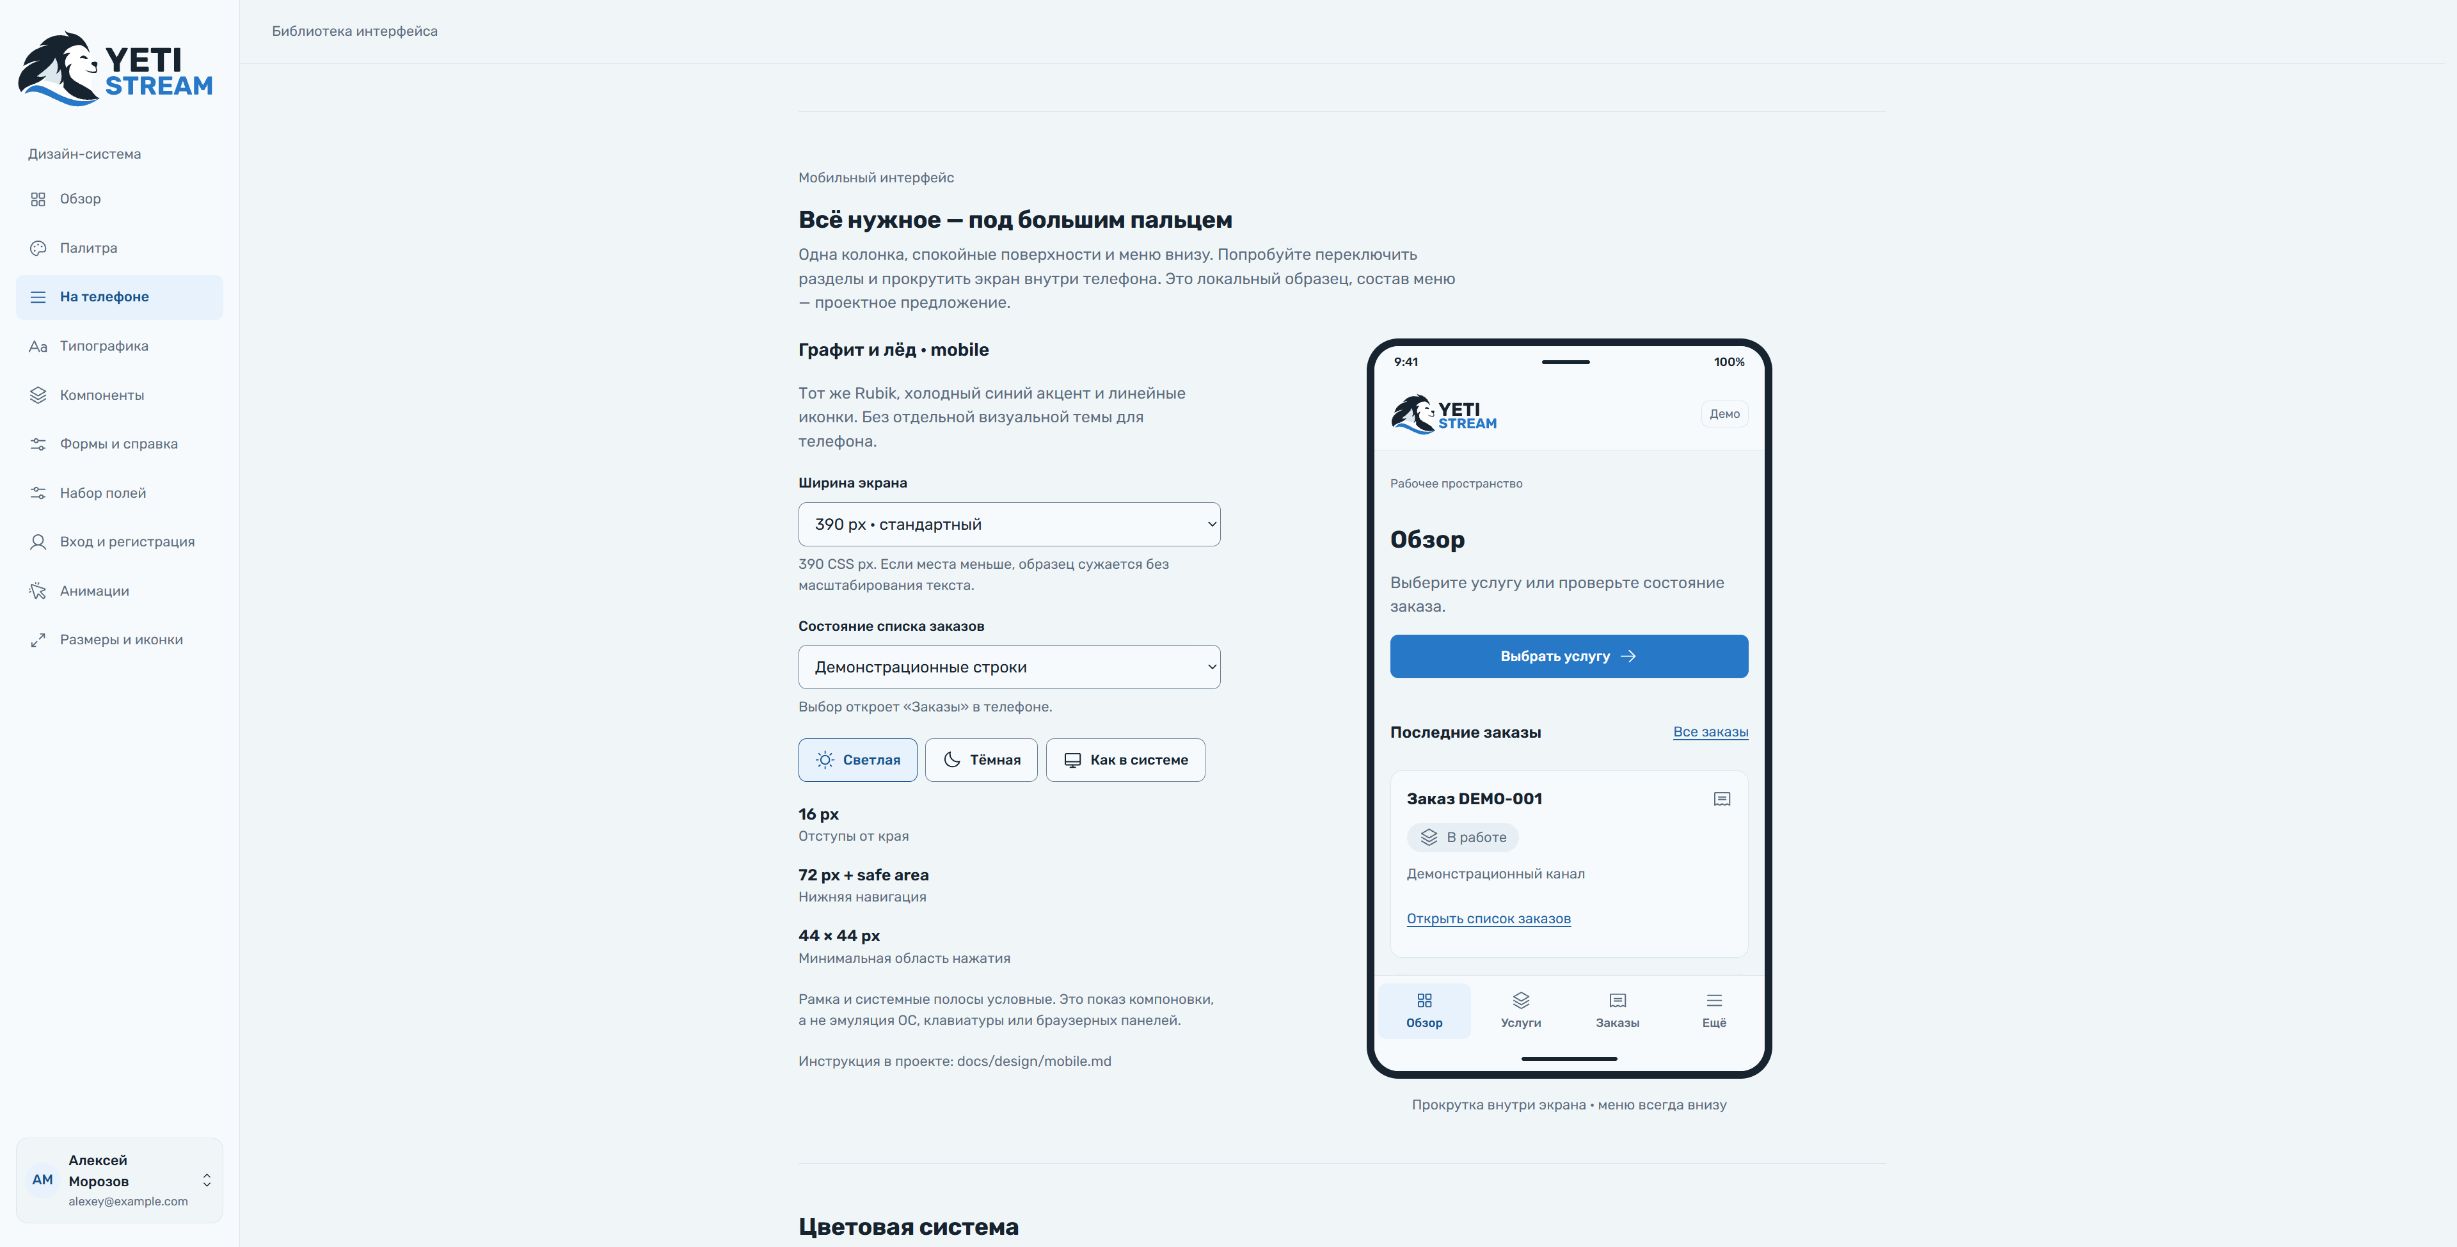 YETI
STREAM
Дизайн-система
Обзор
Палитра
На телефоне
Типографика
Компоненты
Формы и справка
Набор полей
Вход и регистрация
Анимации
Размеры и иконки
АМ
Алексей
Морозов
alexey@example.com
Библиотека интерфейса
Мобильный интерфейс
Всё нужное — под большим пальцем
Одна колонка, спокойные поверхности и меню внизу. Попробуйте переключить
разделы и прокрутить экран внутри телефона. Это локальный образец, состав меню
— проектное предложение.
Графит и лёд • mobile
Тот же Rubik, холодный синий акцент и линейные
иконки. Без отдельной визуальной темы для
телефона.
Ширина экрана
390 px • стандартный
390 CSS px. Если места меньше, образец сужается без
масштабирования текста.
Состояние списка заказов
Демонстрационные строки
Выбор откроет «Заказы» в телефоне.
Светлая
Тёмная
Как в системе
16 px
Отступы от края
72 px + safe area
Нижняя навигация
44 × 44 px
Минимальная область нажатия
Рамка и системные полосы условные. Это показ компоновки,
а не эмуляция ОС, клавиатуры или браузерных панелей.
Инструкция в проекте: docs/design/mobile.md
9:41
100%
YETI
STREAM
Демо
Рабочее пространство
Обзор
Выберите услугу или проверьте состояние
заказа.
Выбрать услугу
Последние заказы
Все заказы
Заказ DEMO-001
В работе
Демонстрационный канал
Открыть список заказов
Обзор
Услуги
Заказы
Ещё
Прокрутка внутри экрана • меню всегда внизу
Цветовая система